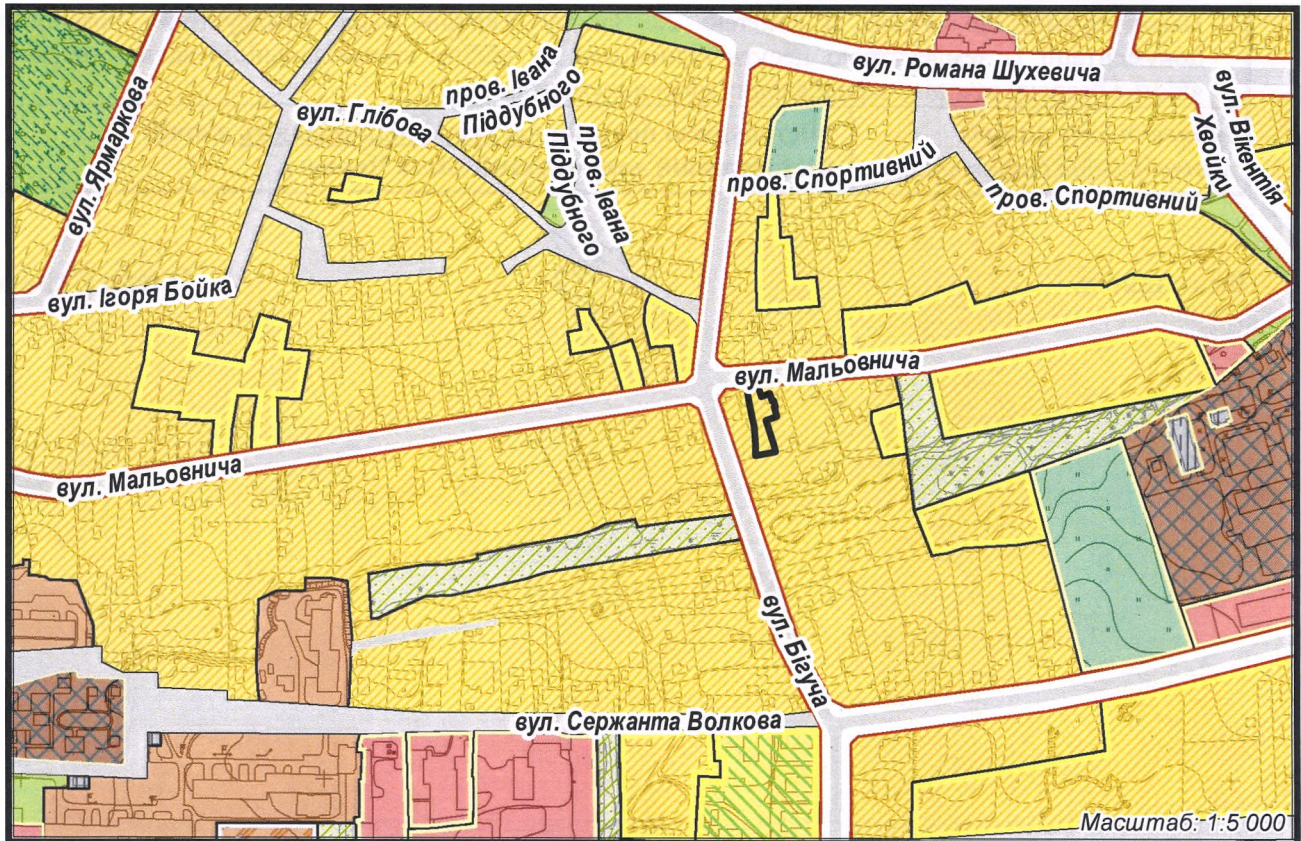 вул. Ярмаркова
вул. Глібова
пров. Івана
Піддубного
пров. Івана
Піддубного
вул. Романа Шухевича
вул. Вікентія
Хвойки
пров. Спортивний
пров. Спортивний
вул. Ігоря Бойка
вул. Мальовнича
вул. Мальовнича
вул. Бігуча
вул. Сержанта Волкова
Масштаб: 1:5 000